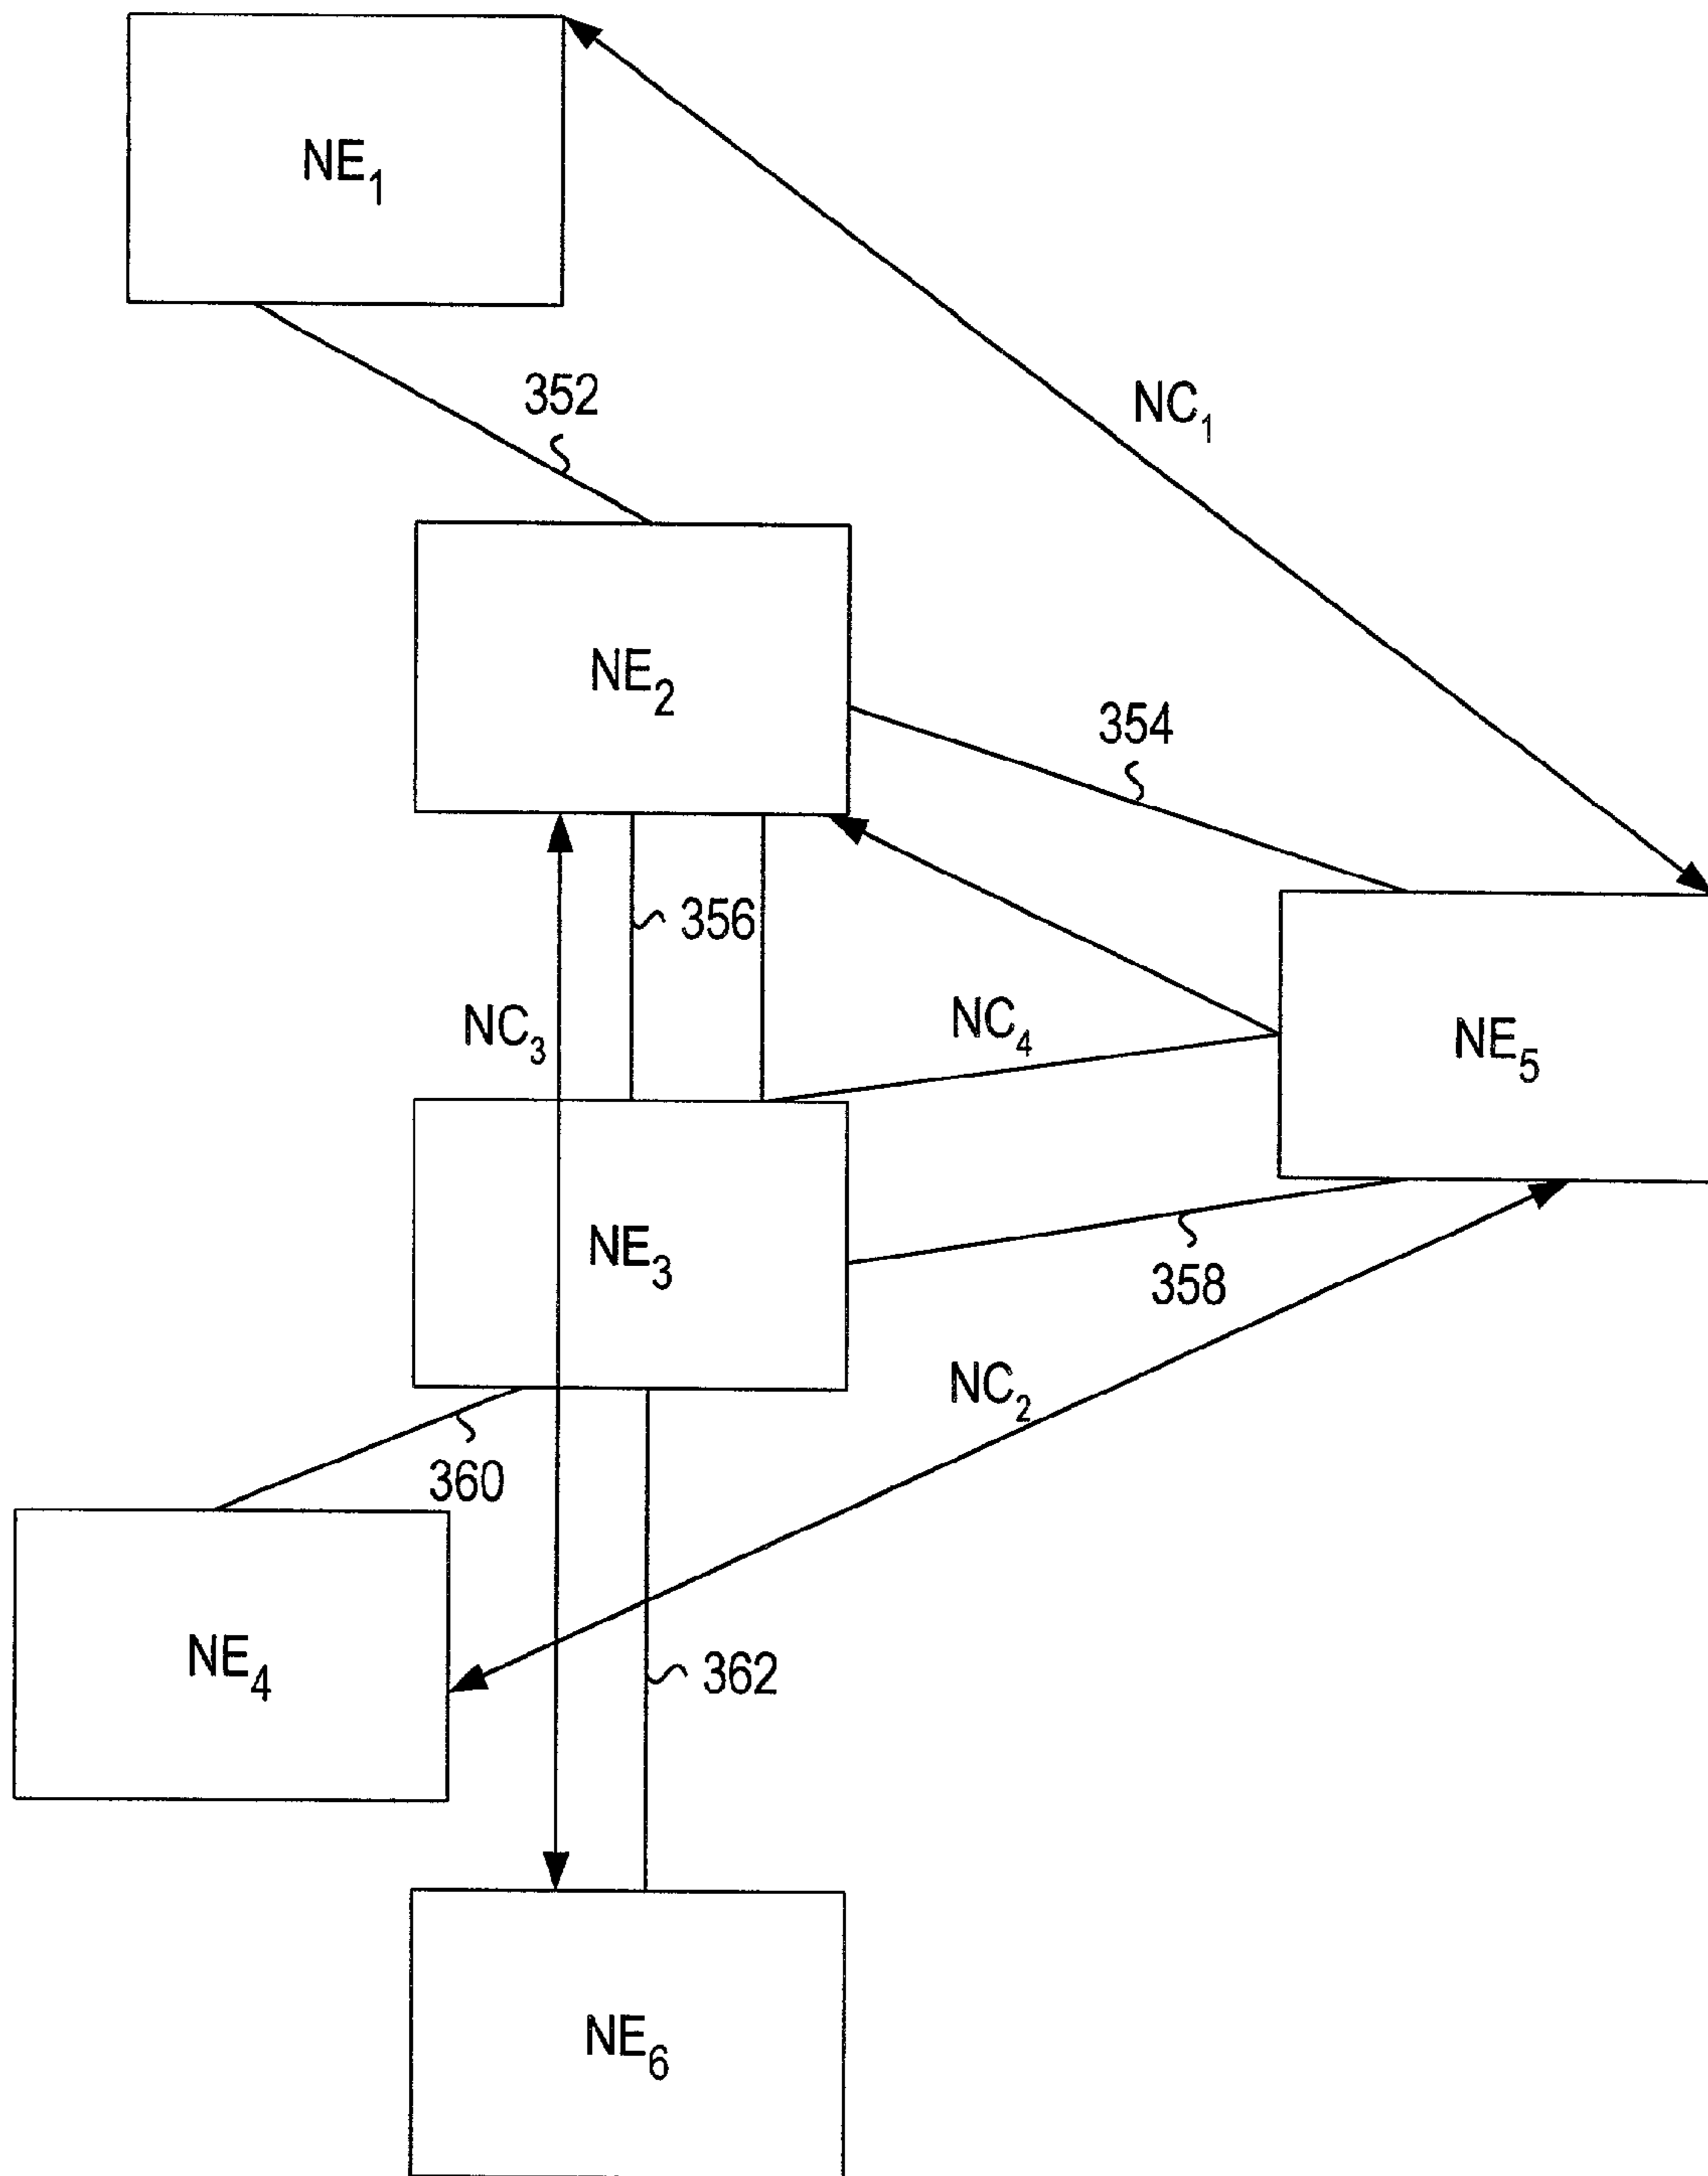 NE₁
352
NC₁
NE₂
354
356
NC₃
NC₄
NE₅
NE₃
358
NC₂
360
NE₄
362
NE₆